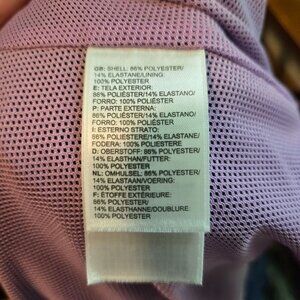 GB: SHELL: 86% POLYESTER/
14% ELASTANE/LINING:
100% POLYESTER
E: TELA EXTERIOR:
86% POLIÉSTER/14% ELASTANO/
FORRO: 100% POLIÉSTER
P: PARTE EXTERNA:
86% POLIÉSTER/14% ELASTANO/
FORRO: 100% POLIÉSTER
I: ESTERNO STRATO:
86% POLIESTERE/14% ELASTAN/
FODERA: 100% POLIESTERE
D: OBERSTOFF: 86% POLYESTER/
14% ELASTHAN/FUTTER:
100% POLYESTER
NL: OMHULSEL: 86% POLYESTER/
14% ELASTAAN/VOERING:
100% POLYESTER
F: ÉTOFFE EXTÉRIEURE:
86% POLYESTER/
14% ELASTHANNE/DOUBLURE:
100% POLYESTER